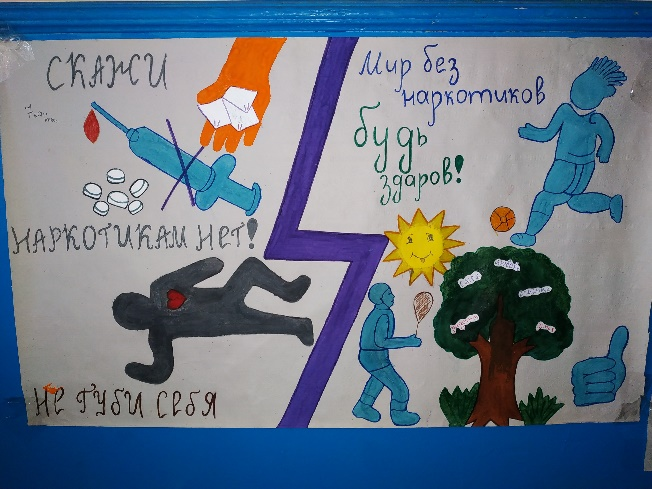 СКАЖИ
НАРКОТИКАМ НЕТ!
НЕ ГУБИ СЕБЯ
Мир без
наркотиков
будь
здаров!